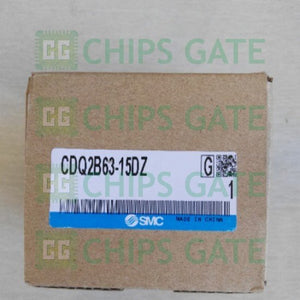 CHIPS GATE
CHIPS GATE
CDQ2B63-15DZ
G
1
SMC
MADE IN CHINA
CHIPS GATE
CHIPS GATE